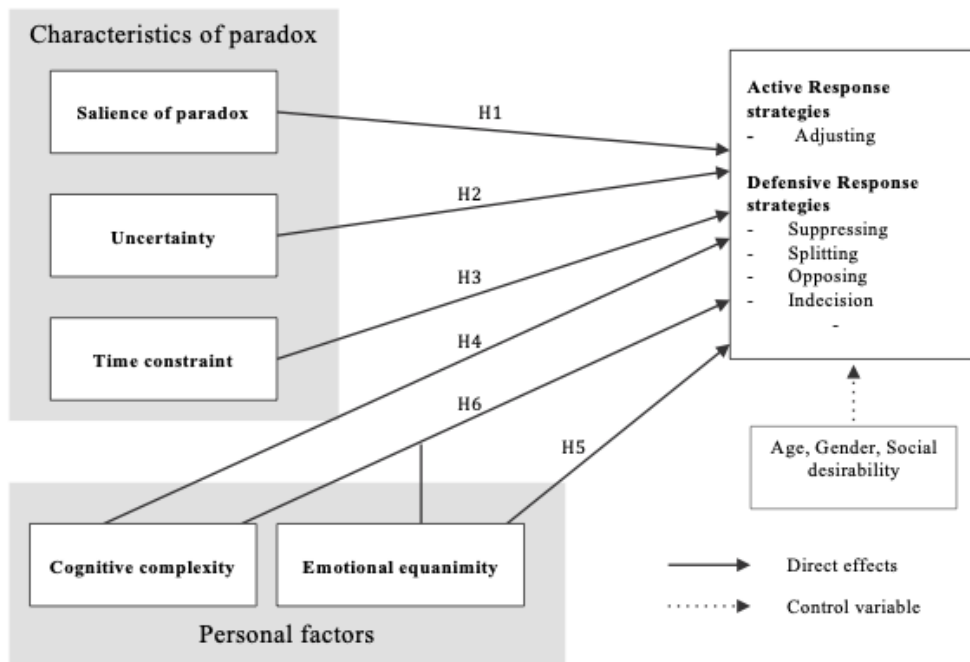 Characteristics of paradox
Salience of paradox
Uncertainty
Time constraint
H1
H2
H3
H4
H6
H5
Active Response
strategies
- Adjusting
Defensive Response
strategies
- Suppressing
- Splitting
- Opposing
- Indecision
-
Age, Gender, Social
desirability
Cognitive complexity
Emotional equanimity
Personal factors
Direct effects
Control variable